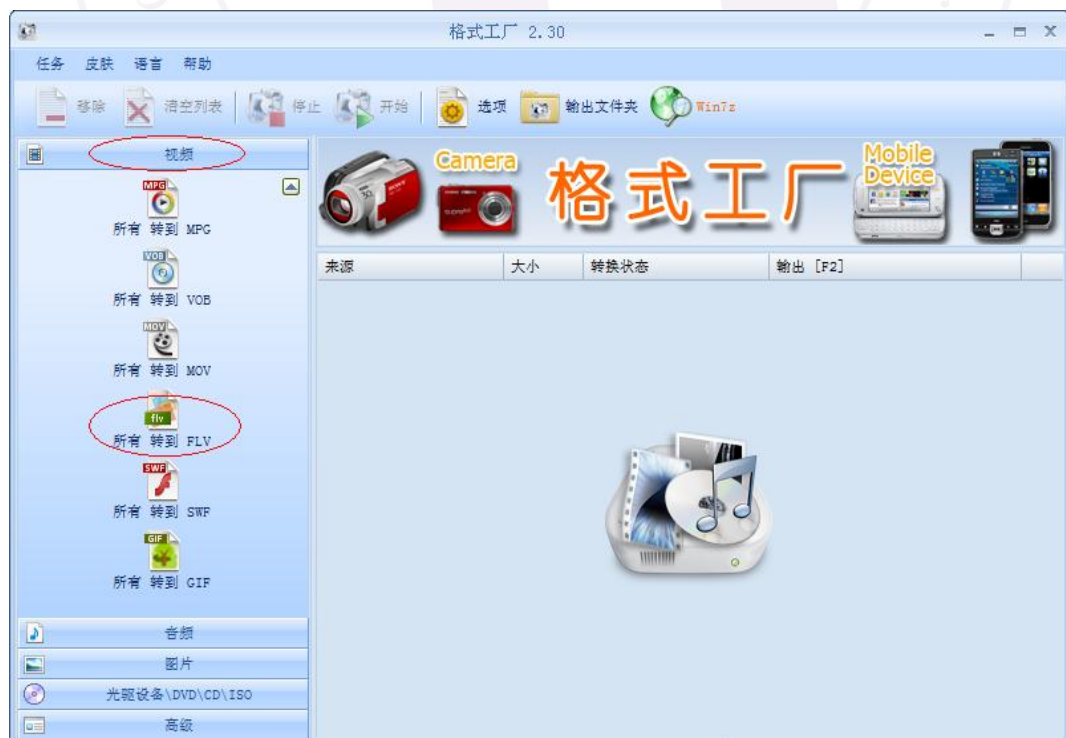 格式工厂 2.30
任务 皮肤 语言 帮助
移除 清空列表 停止 开始 选项 输出文件夹 Win7z
视频
MPG
所有 转到 MPG
VOB
所有 转到 VOB
MOV
所有 转到 MOV
flv
所有 转到 FLV
SWF
所有 转到 SWF
GIF
所有 转到 GIF
音频
图片
光驱设备\DVD\CD\ISO
高级
Camera
格式工厂
Mobile
Device
来源 大小 转换状态 输出 [F2]